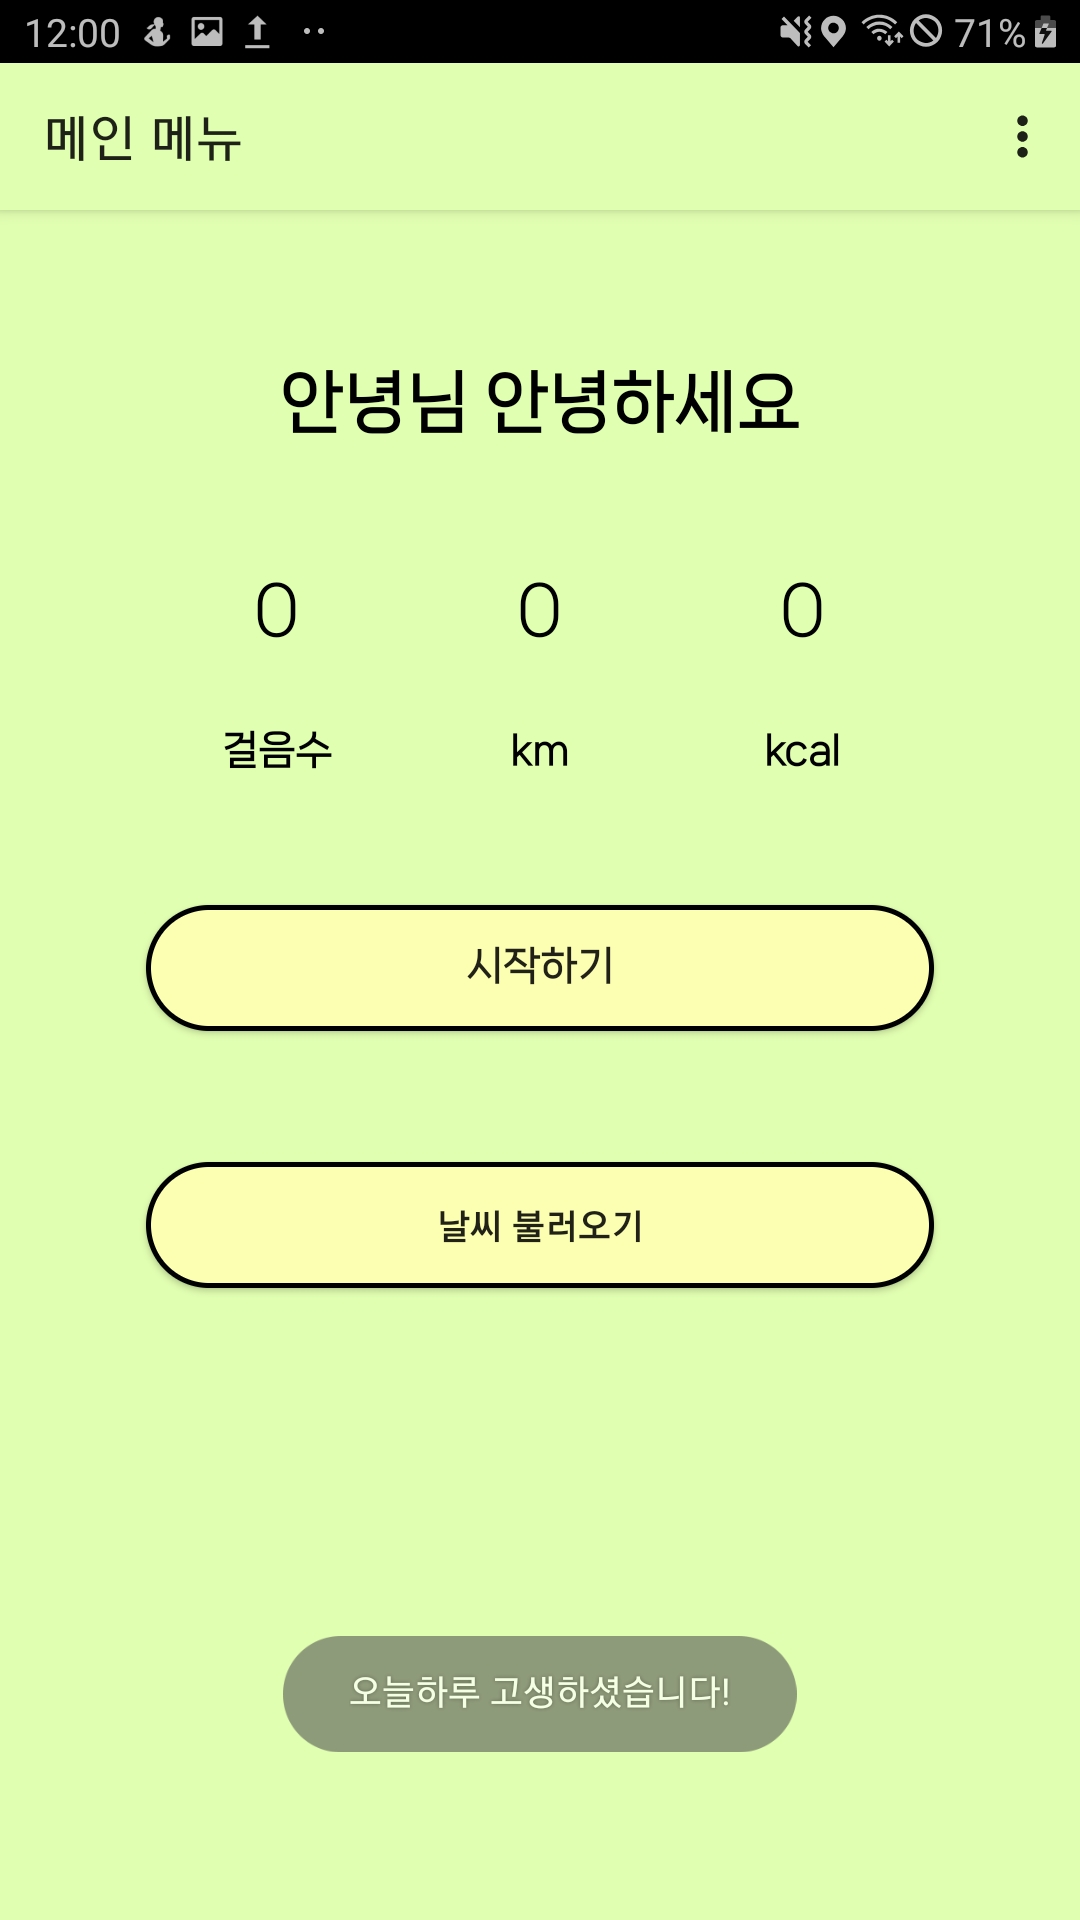 12:00 71%
메인 메뉴
안녕님 안녕하세요
0 0 0
걸음수 km kcal
시작하기
날씨 불러오기
오늘하루 고생하셨습니다!